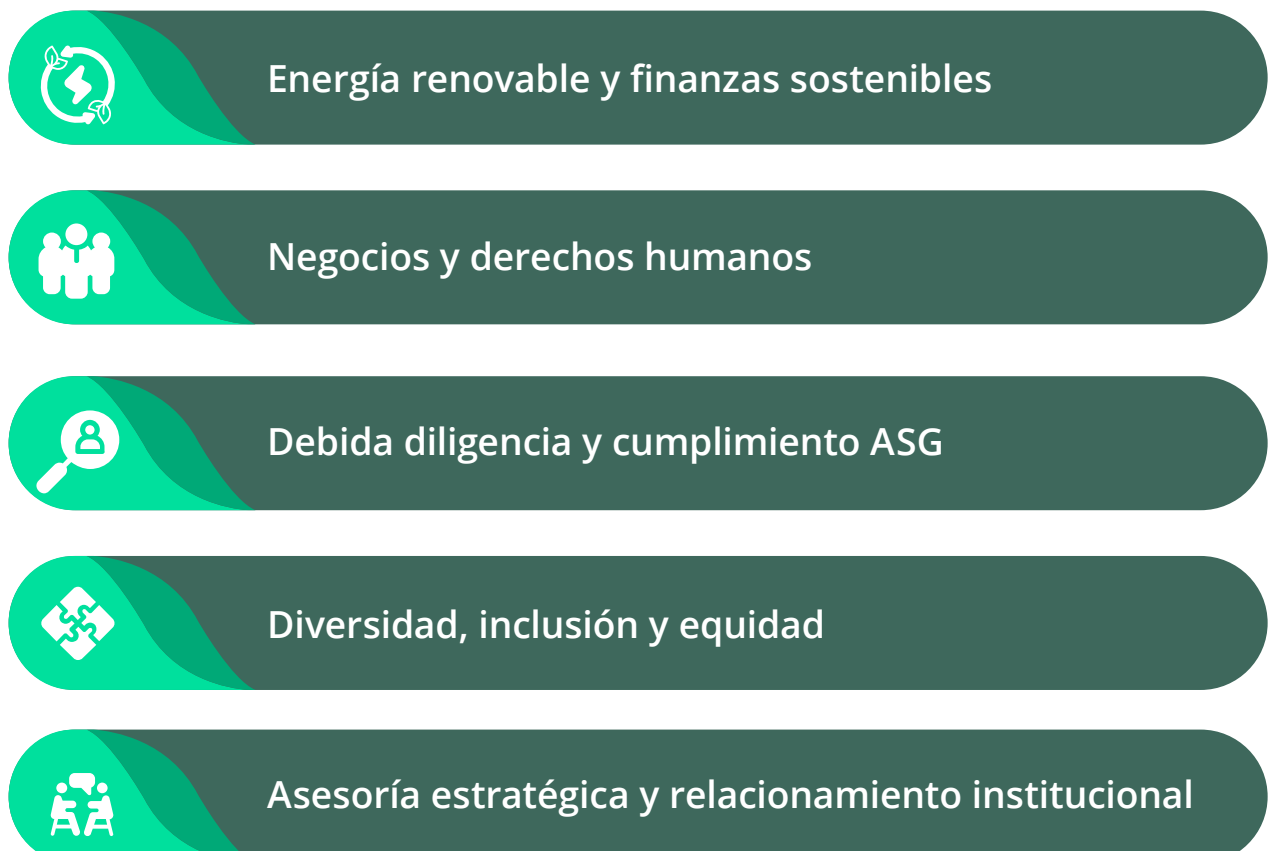 Energía renovable y finanzas sostenibles
Negocios y derechos humanos
Debida diligencia y cumplimiento ASG
Diversidad, inclusión y equidad
Asesoría estratégica y relacionamiento institucional